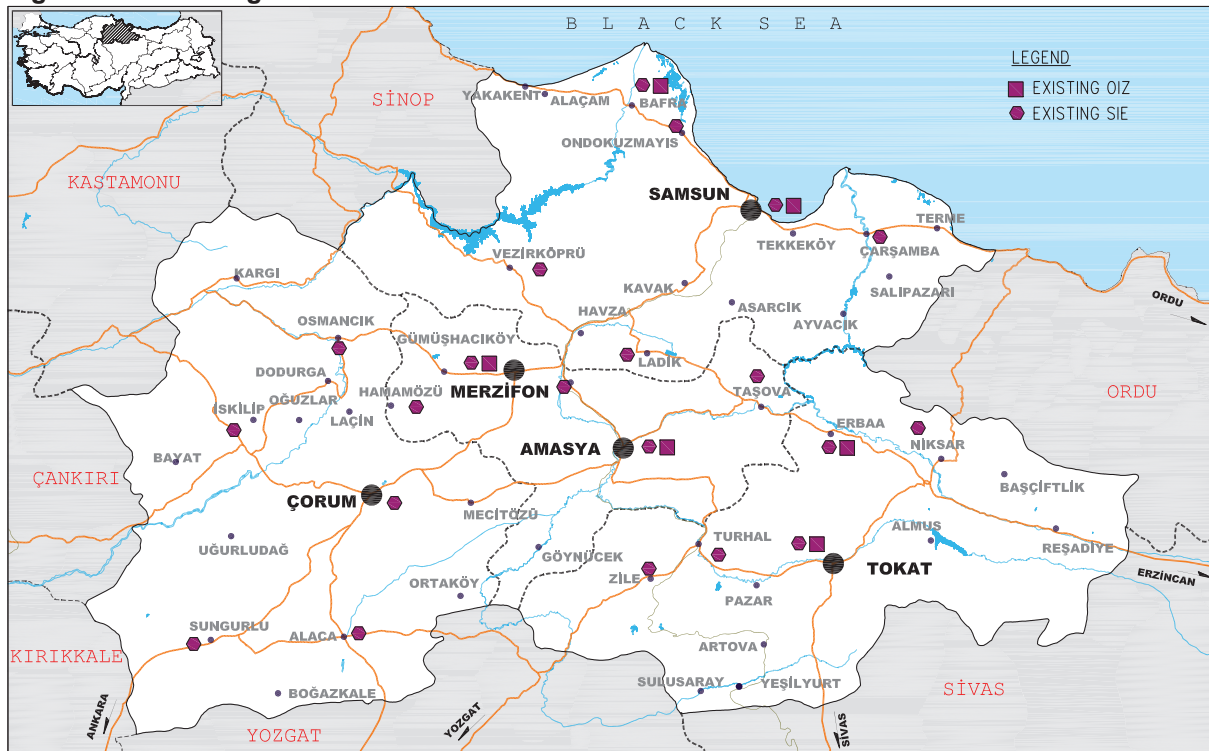 B L A C K S E A
LEGEND
EXISTING OIZ
EXISTING SIE
SİNOP
YAKAKENT
ALAÇAM
BAFRA
ONDOKUZMAYIS
KASTAMONU
SAMSUN
TERME
TEKKEKÖY
ÇARŞAMBA
VEZİRKÖPRÜ
KARGI
KAVAK
SALIPAZARI
ASARCIK
AYVACIK
ORDU
OSMANCIK
HAVZA
GÜMÜŞHACIKÖY
LADİK
DODURGA
MERZİFON
HAMAMÖZÜ
TAŞOVA
ORDU
İSKİLİP
OĞUZLAR
LAÇİN
ERBAA
NİKSAR
AMASYA
BAYAT
ÇANKIRI
BAŞÇİFTLİK
ÇORUM
MECİTÖZÜ
ALMUS
UĞURLUDAĞ
TURHAL
REŞADİYE
GÖYNÜCEK
TOKAT
ERZİNCAN
ZİLE
ORTAKÖY
PAZAR
SUNGURLU
ALACA
ARTOVA
KIRIKKALE
SULUSARAY
YEŞİLYURT
SİVAS
BOĞAZKALE
ANKARA
YOZGAT
YOZGAT
SİVAS